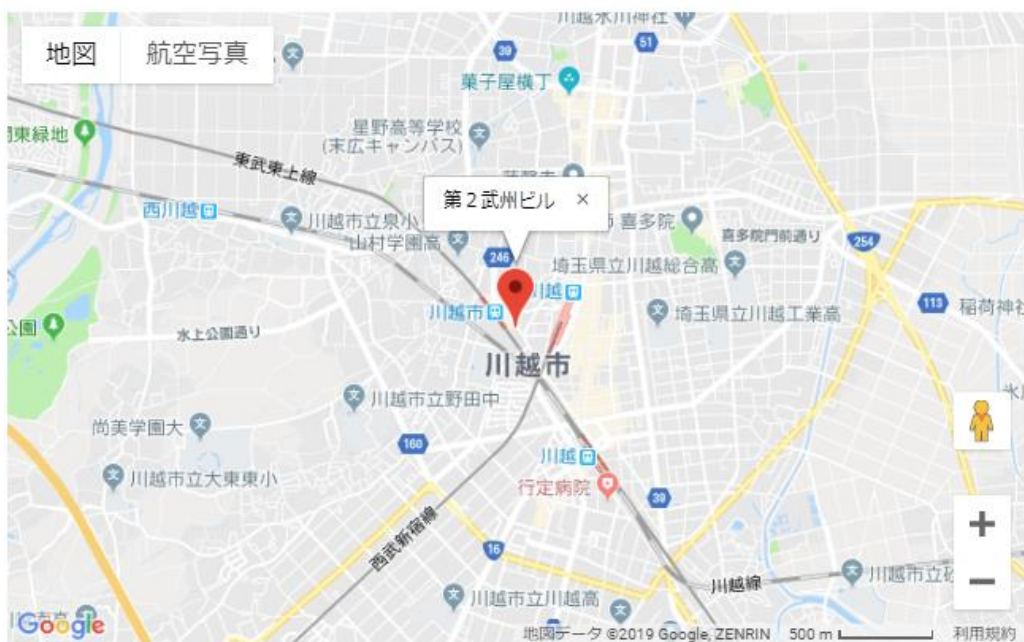 川越氷川神社
地図 航空写真
39
51
菓子屋横丁
星野高等学校
(末広キャンパス)
東緑地
東武東上線
第2武州ビル ×
西川越
川越市立泉小
山村学園高
喜多院
喜多院門前通り
254
246
埼玉県立川越総合高
川越市
川越
113
稲荷神社
埼玉県立川越工業高
公園
水上公園通り
川越市
川越市立野田中
尚美学園大
160
川越
川越市立大東東小
行定病院
39
西武新宿線
16
川越線
川越市立砂
川越市立川越高
Google
地図データ ©2019 Google, ZENRIN 500 m 利用規約